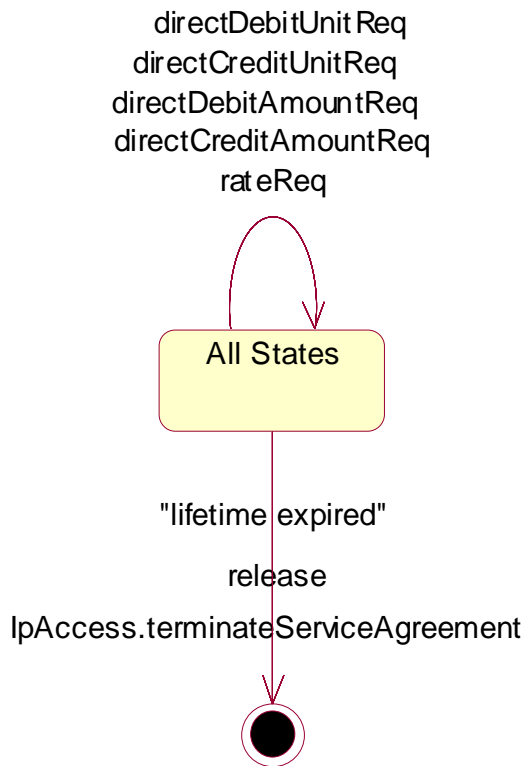 directDebitUnitReq
directCreditUnitReq
directDebitAmountReq
directCreditAmountReq
rateReq
All States
"lifetime expired"
release
IpAccess.terminateServiceAgreement